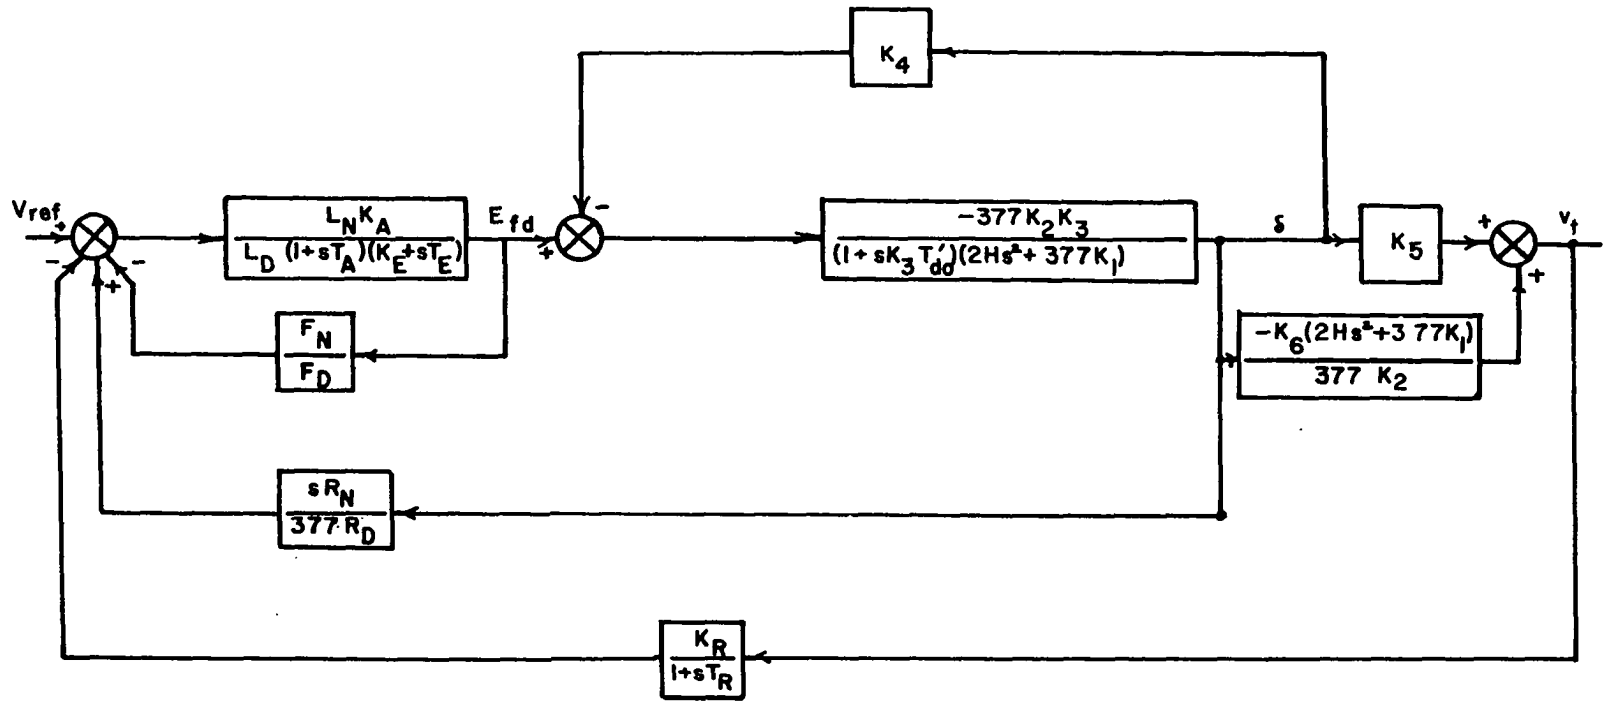 K4
Vref
+
-
+
-
LNKA
LD (1+sTA)(KE+sTE)
Efd
+
-
-377K2K3
(1+sK3T'do)(2Hs²+377K1)
δ
K5
+
+
vt
FN
FD
-K6(2Hs²+377K1)
377 K2
sRN
377 RD
KR
1+sTR